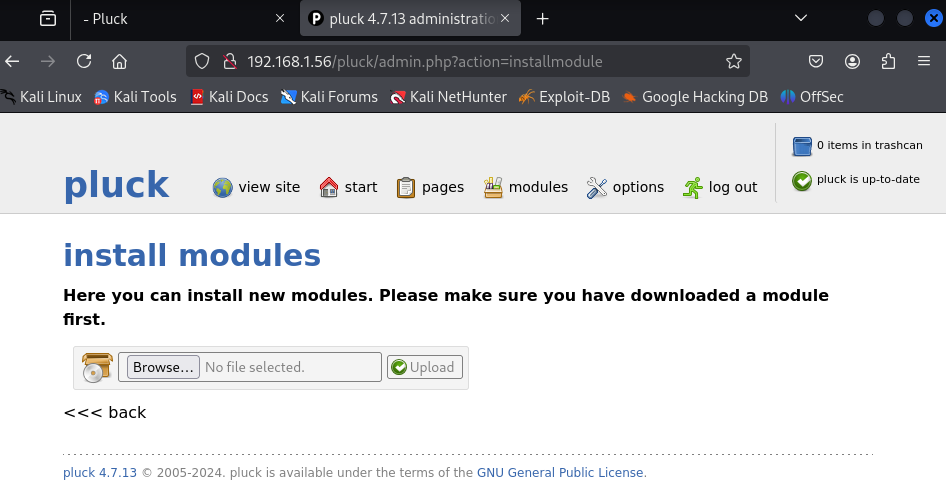 - Pluck
pluck 4.7.13 administratio
192.168.1.56/pluck/admin.php?action=installmodule
Kali Linux Kali Tools Kali Docs Kali Forums Kali NetHunter Exploit-DB Google Hacking DB OffSec
0 items in trashcan
pluck view site start pages modules options log out
pluck is up-to-date
install modules
Here you can install new modules. Please make sure you have downloaded a module
first.
Browse... No file selected. Upload
<<< back
pluck 4.7.13 © 2005-2024. pluck is available under the terms of the GNU General Public License.